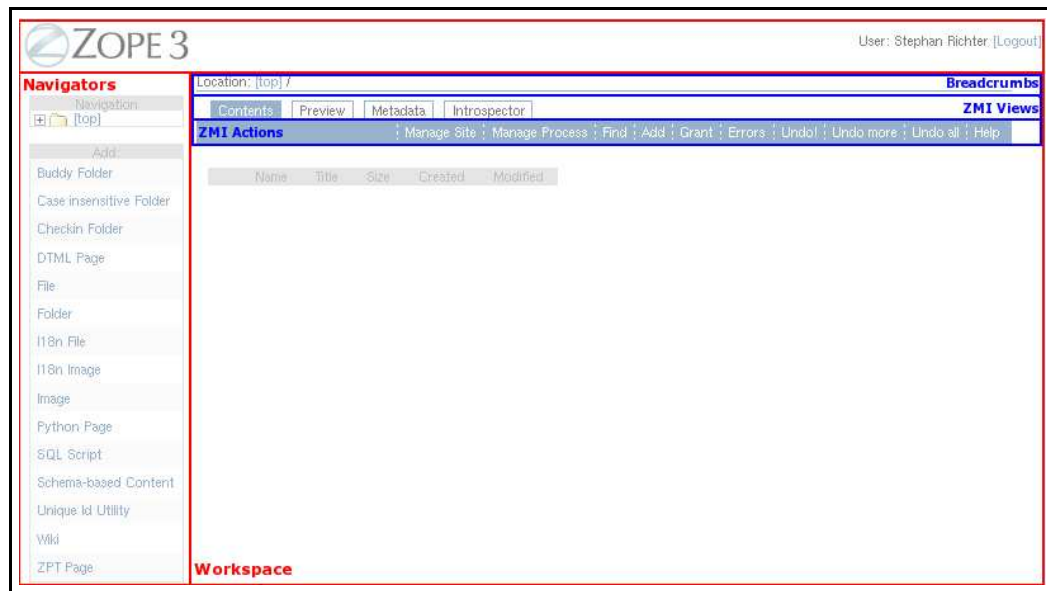 ZOPE 3
User: Stephan Richter [Logout]
Navigators
Navigation
[top]
Add:
Buddy Folder
Case insensitive Folder
Checkin Folder
DTML Page
File
Folder
I18n File
I18n Image
Image
Python Page
SQL Script
Schema-based Content
Unique Id Utility
Wiki
ZPT Page
Location: [top] /
Breadcrumbs
Contents Preview Metadata Introspector ZMI Views
ZMI Actions Manage Site Manage Process Find Add Grant Errors Undo! Undo more Undo all Help
Name Title Size Created Modified
Workspace